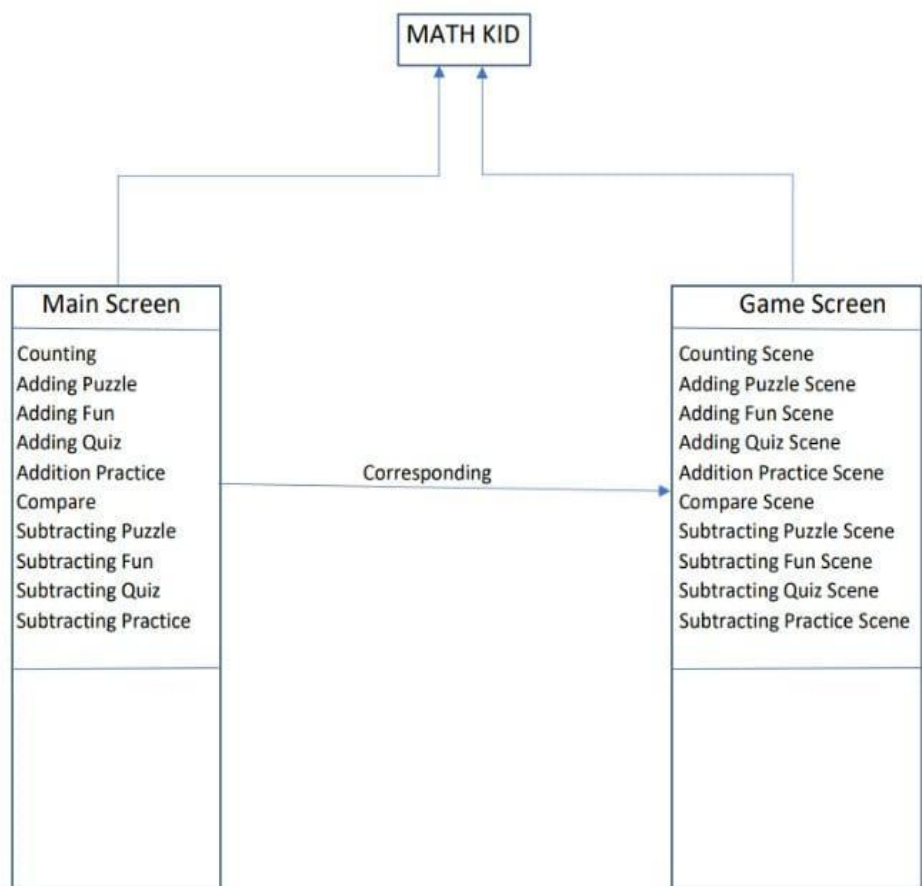 MATH KID
Main Screen
Counting
Adding Puzzle
Adding Fun
Adding Quiz
Addition Practice
Compare
Subtracting Puzzle
Subtracting Fun
Subtracting Quiz
Subtracting Practice
Corresponding
Game Screen
Counting Scene
Adding Puzzle Scene
Adding Fun Scene
Adding Quiz Scene
Addition Practice Scene
Compare Scene
Subtracting Puzzle Scene
Subtracting Fun Scene
Subtracting Quiz Scene
Subtracting Practice Scene